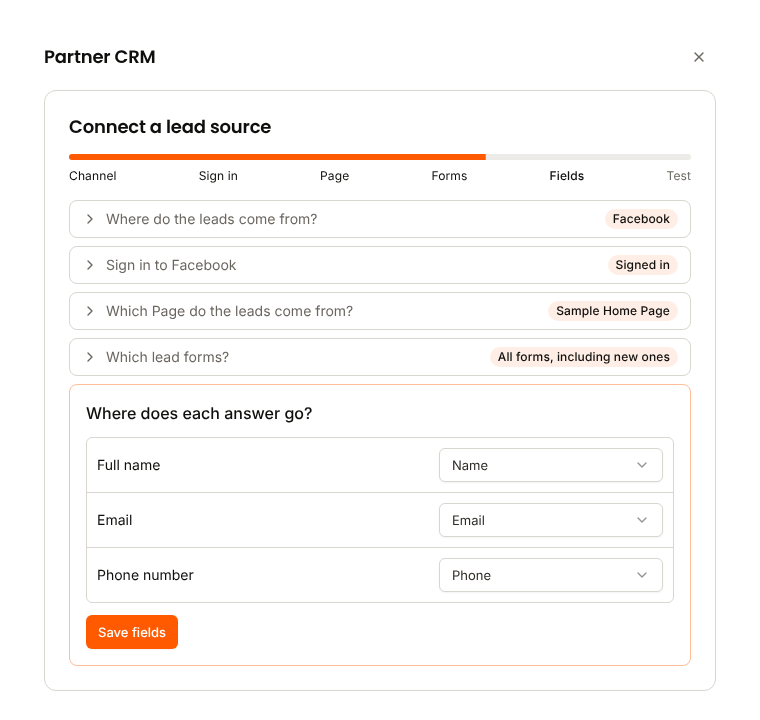 Partner CRM
Connect a lead source
Channel Sign in Page Forms Fields Test
Where do the leads come from? Facebook
Sign in to Facebook Signed in
Which Page do the leads come from? Sample Home Page
Which lead forms? All forms, including new ones
Where does each answer go?
Full name Name
Email Email
Phone number Phone
Save fields